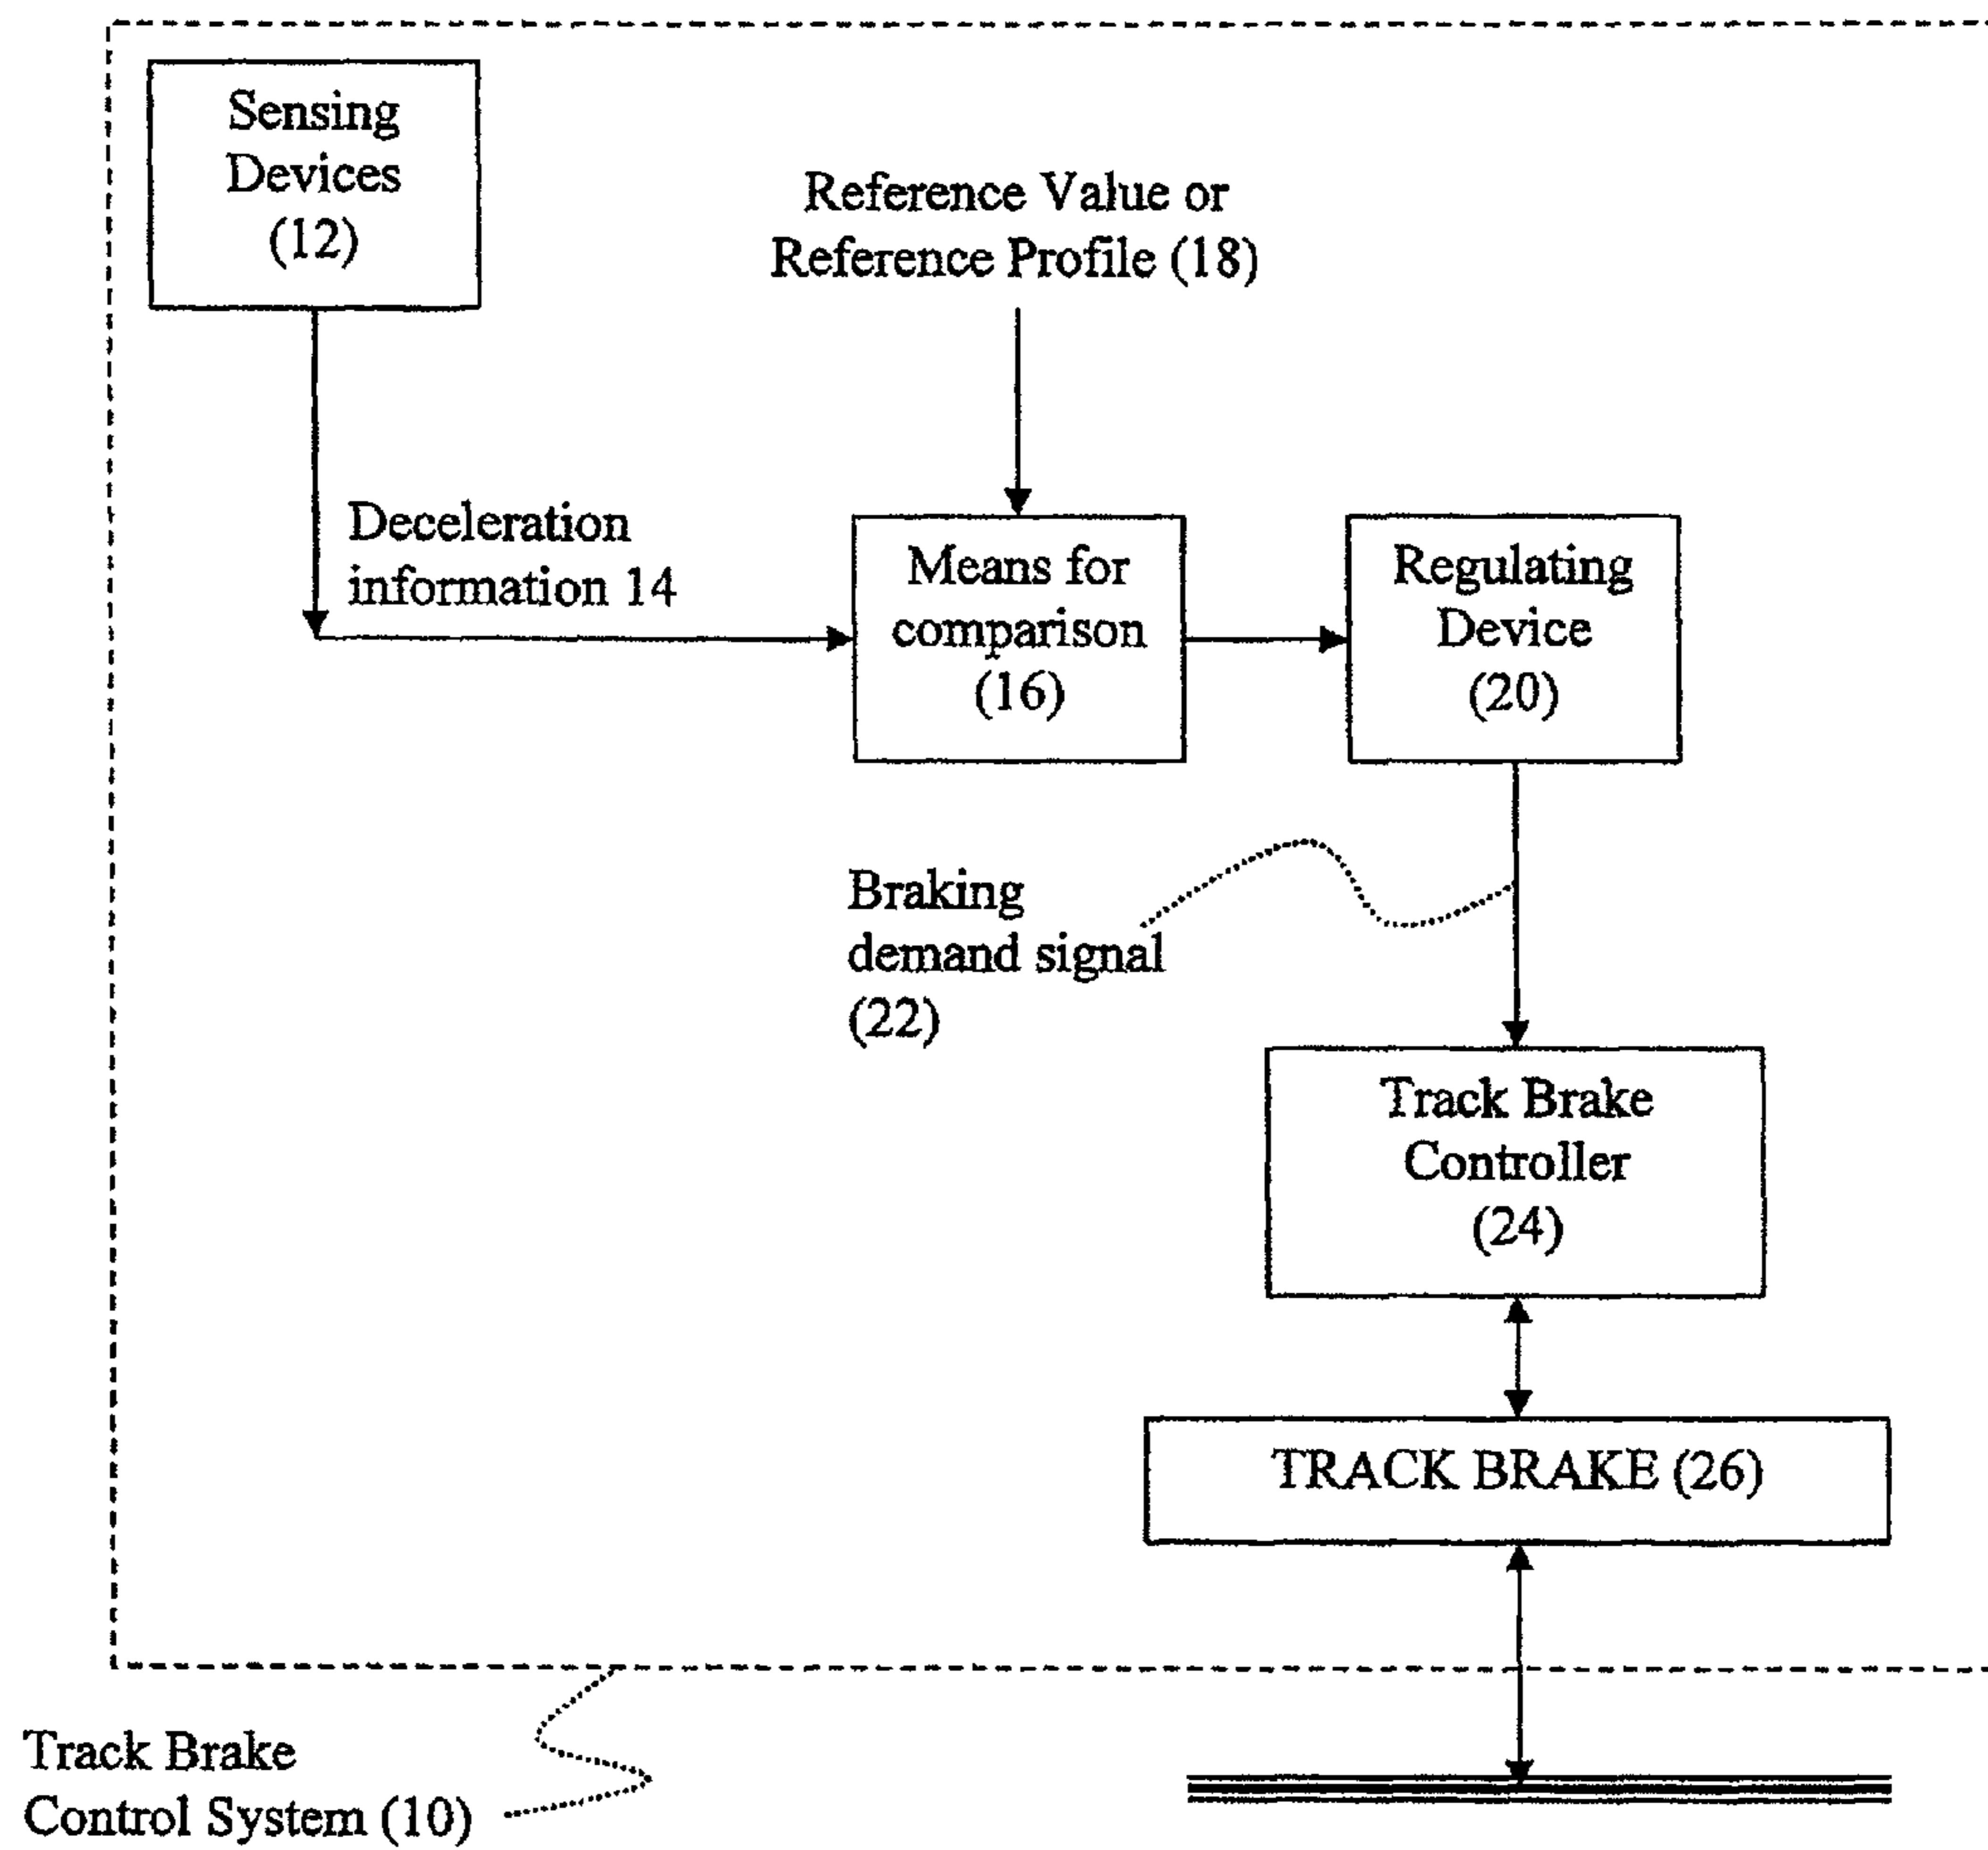 Sensing
Devices
(12)
Reference Value or
Reference Profile (18)
Deceleration
information 14
Means for
comparison
(16)
Regulating
Device
(20)
Braking
demand signal
(22)
Track Brake
Controller
(24)
TRACK BRAKE (26)
Track Brake
Control System (10)